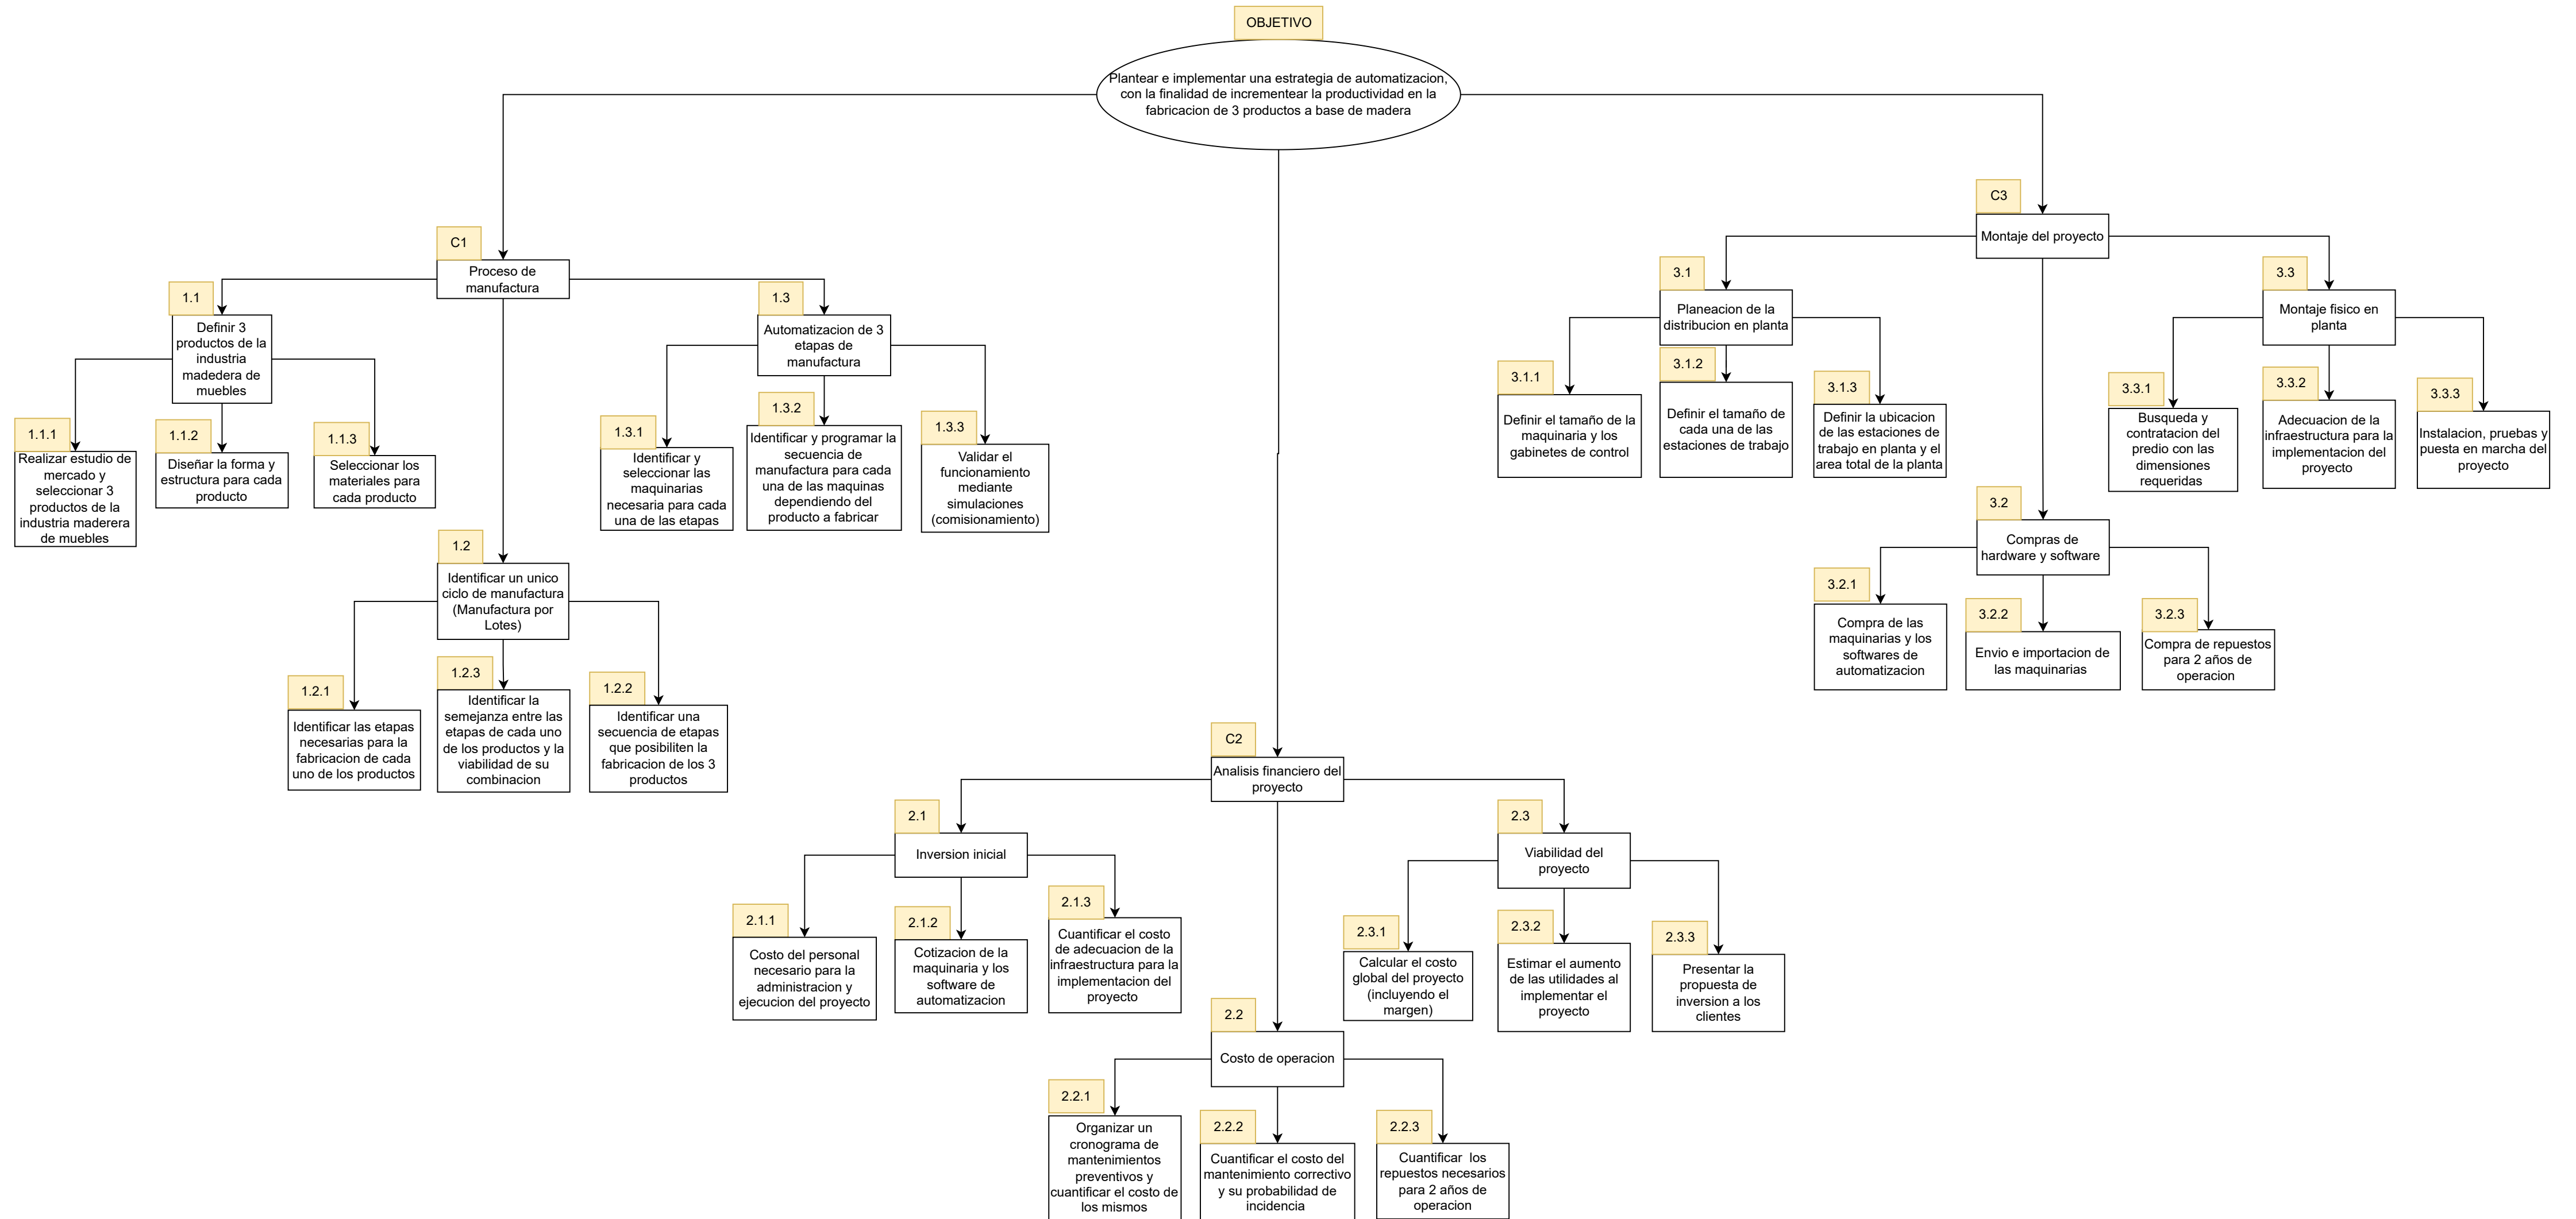 OBJETIVO
Plantear e implementar una estrategia de automatizacion,
con la finalidad de incrementear la productividad en la
fabricacion de 3 productos a base de madera
C1
Proceso de
manufactura
1.1
Definir 3
productos de la
industria
madedera de
muebles
1.1.1
Realizar estudio de
mercado y
seleccionar 3
productos de la
industria maderera
de muebles
1.1.2
Diseñar la forma y
estructura para cada
producto
1.1.3
Seleccionar los
materiales para
cada producto
1.3
Automatizacion de 3
etapas de
manufactura
1.3.1
Identificar y
seleccionar las
maquinarias
necesaria para cada
una de las etapas
1.3.2
Identificar y programar la
secuencia de
manufactura para cada
una de las maquinas
dependiendo del
producto a fabricar
1.3.3
Validar el
funcionamiento
mediante
simulaciones
(comisionamiento)
1.2
Identificar un unico
ciclo de manufactura
(Manufactura por
Lotes)
1.2.1
Identificar las etapas
necesarias para la
fabricacion de cada
uno de los productos
1.2.3
Identificar la
semejanza entre las
etapas de cada uno
de los productos y la
viabilidad de su
combinacion
1.2.2
Identificar una
secuencia de etapas
que posibiliten la
fabricacion de los 3
productos
C3
Montaje del proyecto
3.1
Planeacion de la
distribucion en planta
3.1.1
Definir el tamaño de la
maquinaria y los
gabinetes de control
3.1.2
Definir el tamaño de
cada una de las
estaciones de trabajo
3.1.3
Definir la ubicacion
de las estaciones de
trabajo en planta y el
area total de la planta
3.3
Montaje fisico en
planta
3.3.1
Busqueda y
contratacion del
predio con las
dimensiones
requeridas
3.3.2
Adecuacion de la
infraestructura para la
implementacion del
proyecto
3.3.3
Instalacion, pruebas y
puesta en marcha del
proyecto
3.2
Compras de
hardware y software
3.2.1
Compra de las
maquinarias y los
softwares de
automatizacion
3.2.2
Envio e importacion de
las maquinarias
3.2.3
Compra de repuestos
para 2 años de
operacion
C2
Analisis financiero del
proyecto
2.1
Inversion inicial
2.1.1
Costo del personal
necesario para la
administracion y
ejecucion del proyecto
2.1.2
Cotizacion de la
maquinaria y los
software de
automatizacion
2.1.3
Cuantificar el costo
de adecuacion de la
infraestructura para la
implementacion del
proyecto
2.3
Viabilidad del
proyecto
2.3.1
Calcular el costo
global del proyecto
(incluyendo el
margen)
2.3.2
Estimar el aumento
de las utilidades al
implementar el
proyecto
2.3.3
Presentar la
propuesta de
inversion a los
clientes
2.2
Costo de operacion
2.2.1
Organizar un
cronograma de
mantenimientos
preventivos y
cuantificar el costo de
los mismos
2.2.2
Cuantificar el costo del
mantenimiento correctivo
y su probabilidad de
incidencia
2.2.3
Cuantificar los
repuestos necesarios
para 2 años de
operacion